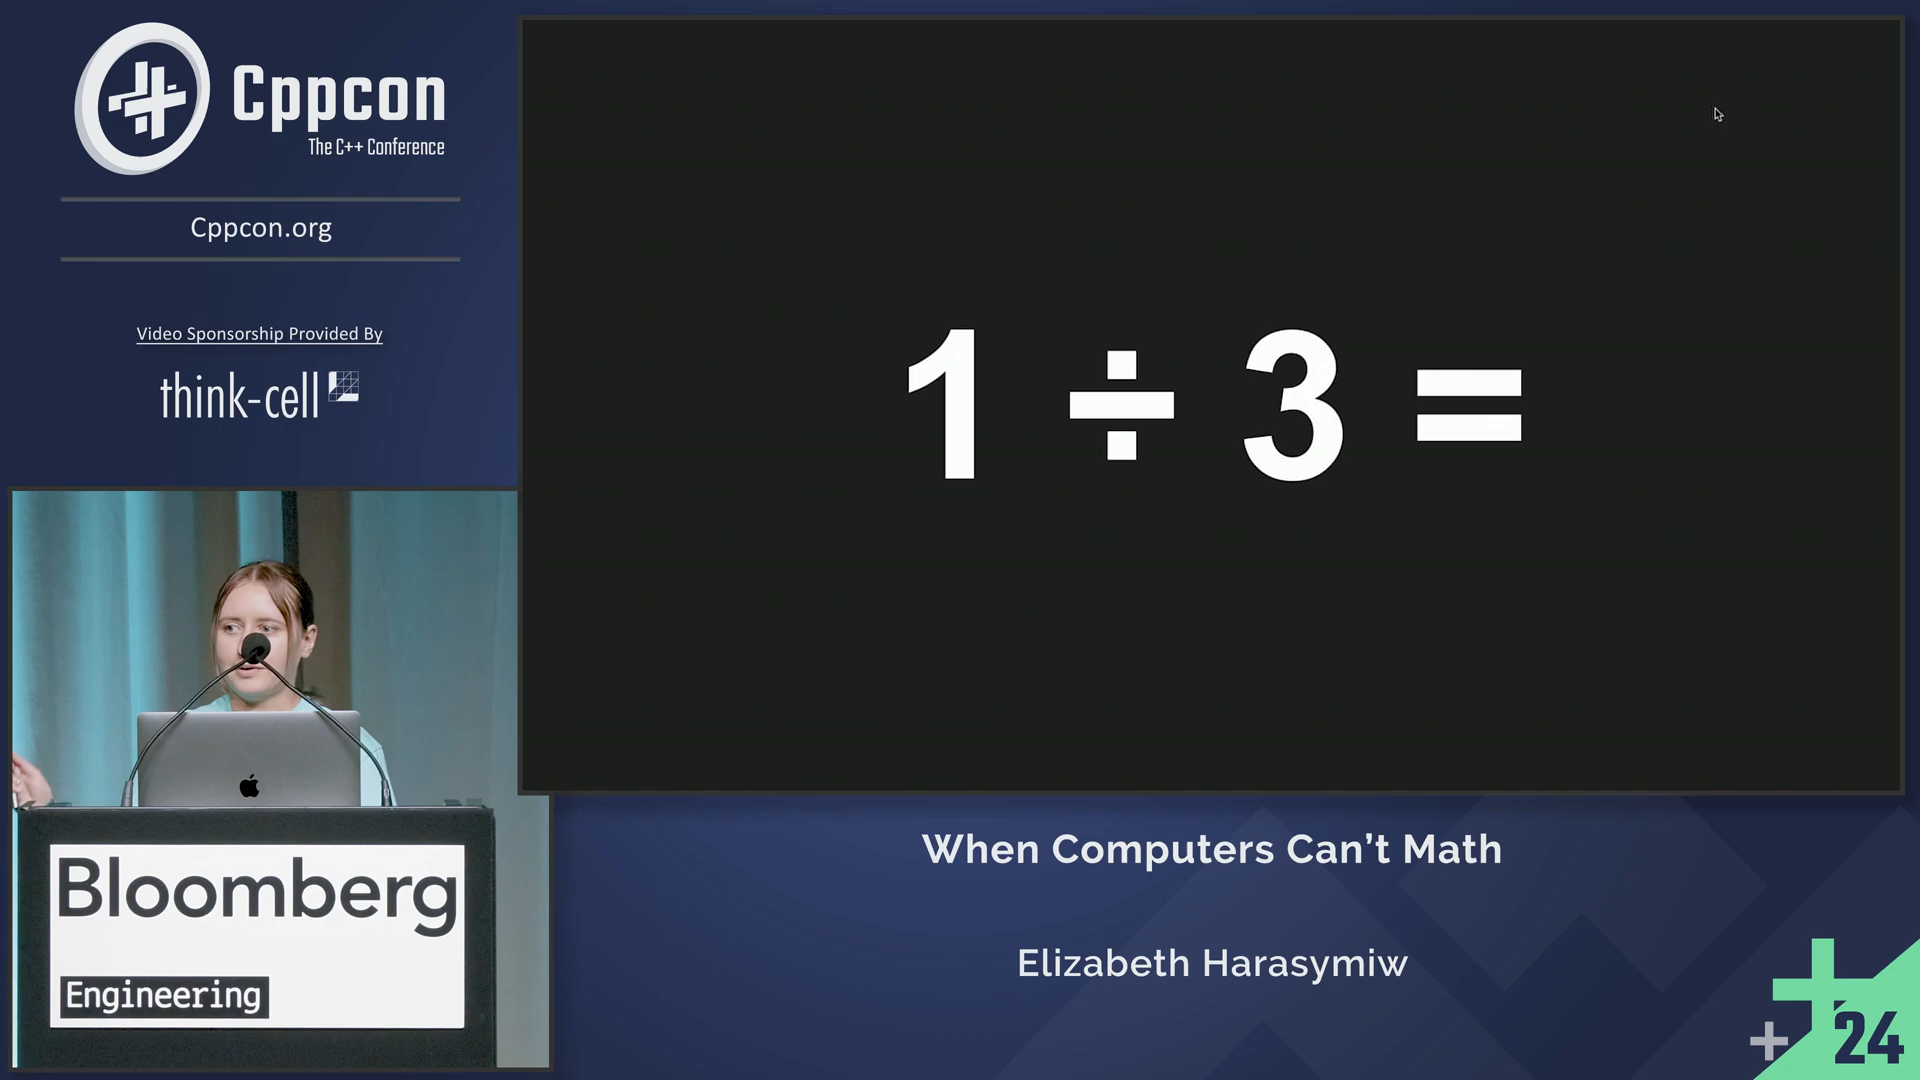 Cppcon
The C++ Conference
Cppcon.org
Video Sponsorship Provided By
think-cell
1 ÷ 3 =
Bloomberg
Engineering
When Computers Can’t Math
Elizabeth Harasymiw
24